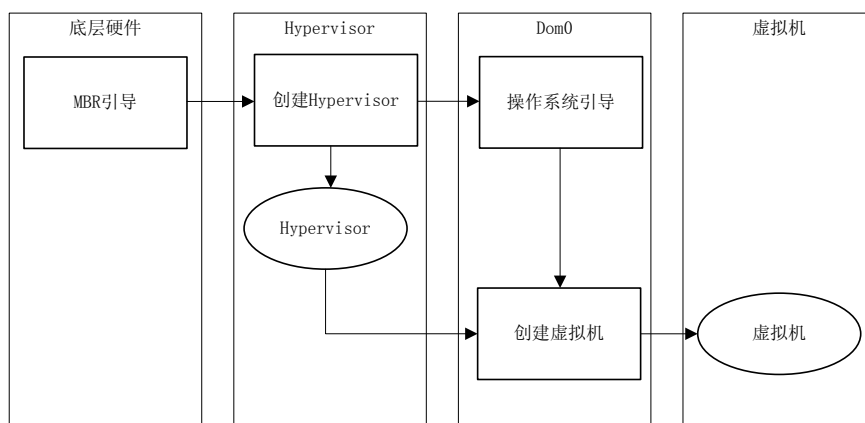 底层硬件
Hypervisor
Dom0
虚拟机
MBR引导
创建Hypervisor
操作系统引导
Hypervisor
创建虚拟机
虚拟机